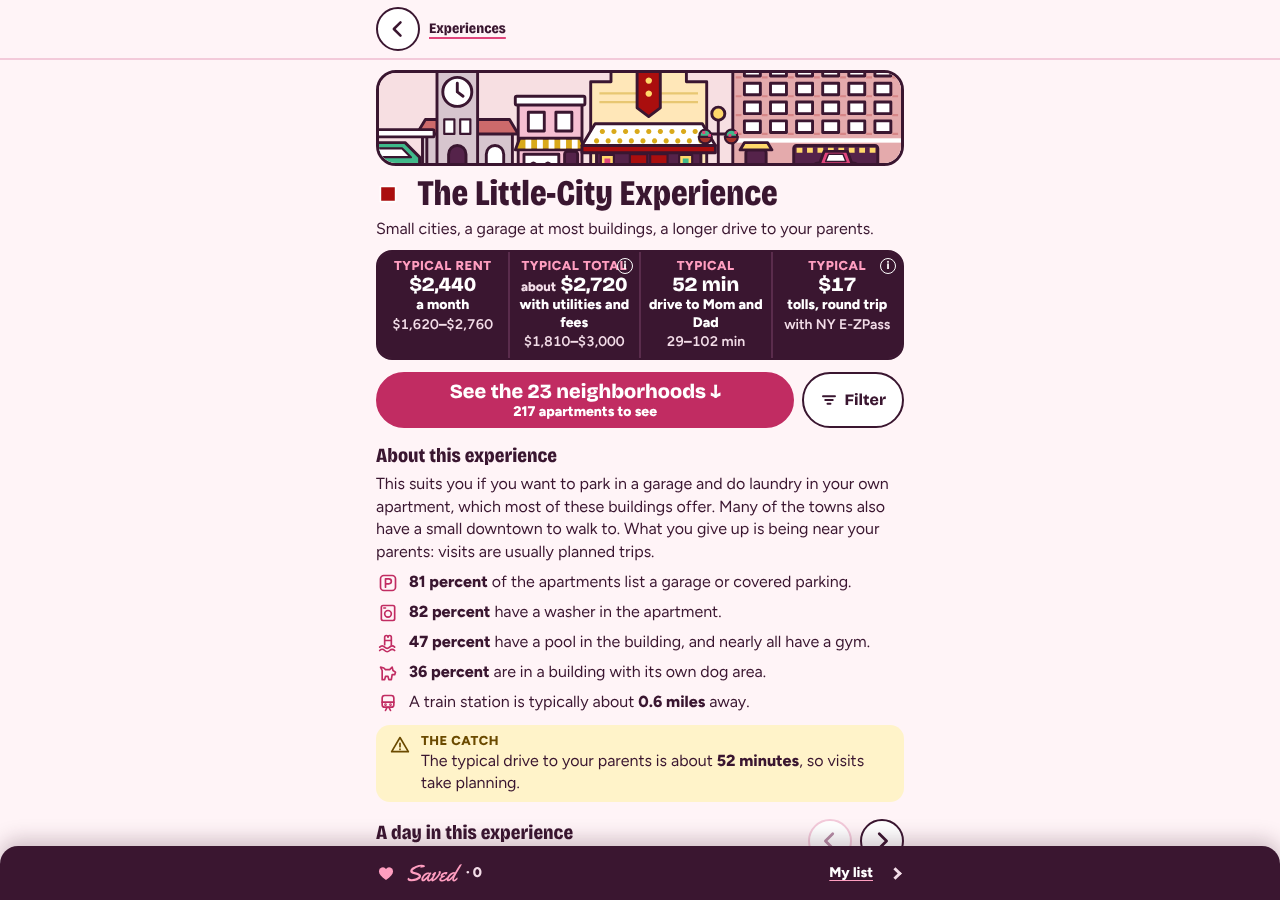 Experiences
The Little-City Experience
Small cities, a garage at most buildings, a longer drive to your parents.
TYPICAL RENT
$2,440
a month
$1,620–$2,760
TYPICAL TOTAL
about $2,720
with utilities and
fees
$1,810–$3,000
TYPICAL
52 min
drive to Mom and
Dad
29–102 min
TYPICAL
$17
tolls, round trip
with NY E-ZPass
See the 23 neighborhoods ↓
217 apartments to see
Filter
About this experience
This suits you if you want to park in a garage and do laundry in your own
apartment, which most of these buildings offer. Many of the towns also
have a small downtown to walk to. What you give up is being near your
parents: visits are usually planned trips.
81 percent of the apartments list a garage or covered parking.
82 percent have a washer in the apartment.
47 percent have a pool in the building, and nearly all have a gym.
36 percent are in a building with its own dog area.
A train station is typically about 0.6 miles away.
THE CATCH
The typical drive to your parents is about 52 minutes, so visits
take planning.
A day in this experience
Saved · 0
My list